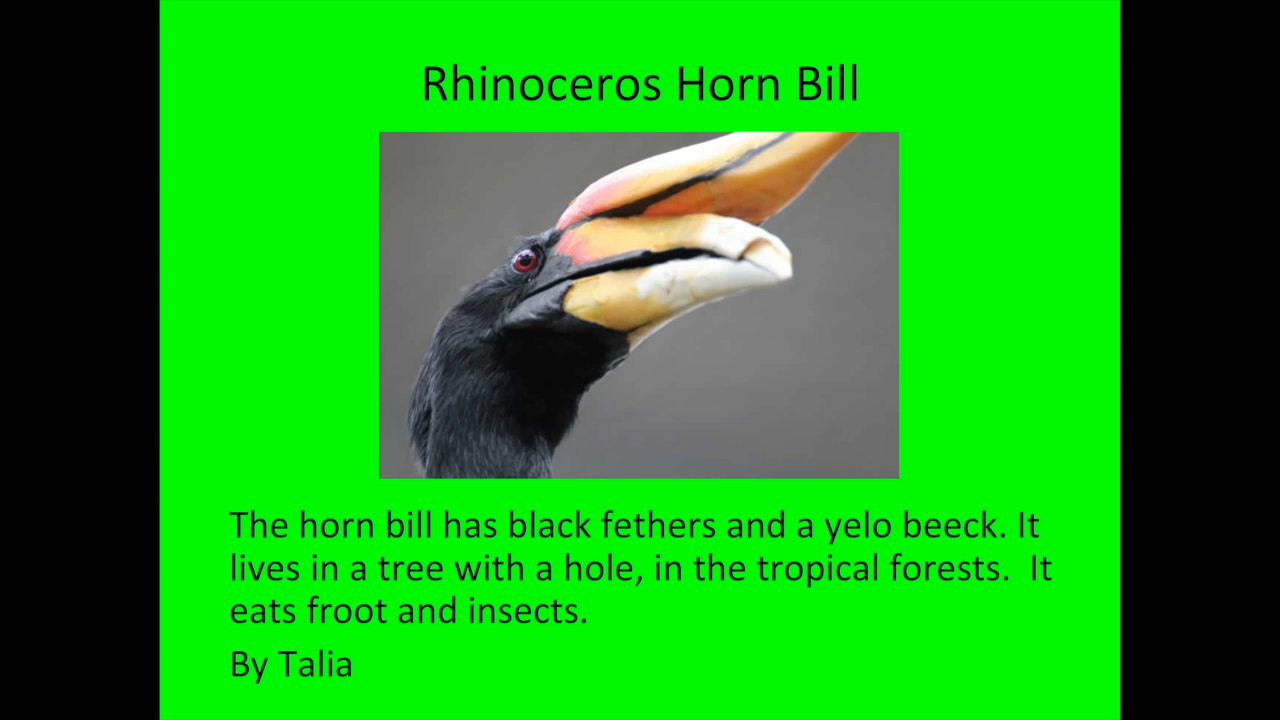 Rhinoceros Horn Bill
The horn bill has black fethers and a yelo beeck. It
lives in a tree with a hole, in the tropical forests.  It
eats froot and insects.
By Talia